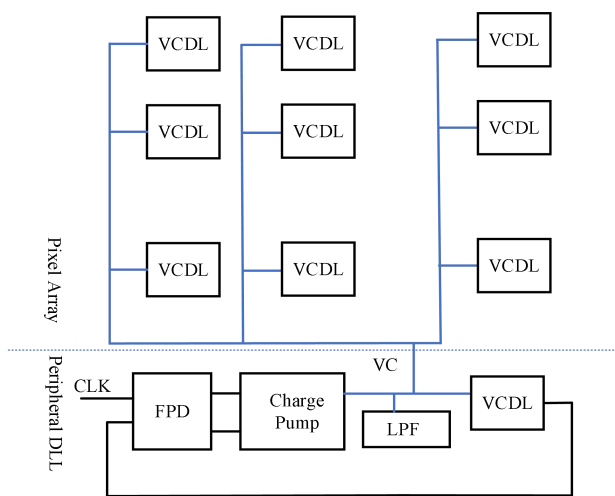 VCDL
VCDL
VCDL
VCDL
VCDL
VCDL
VCDL
VCDL
VCDL
Pixel Array
Peripheral DLL
CLK
FPD
Charge
Pump
VC
LPF
VCDL